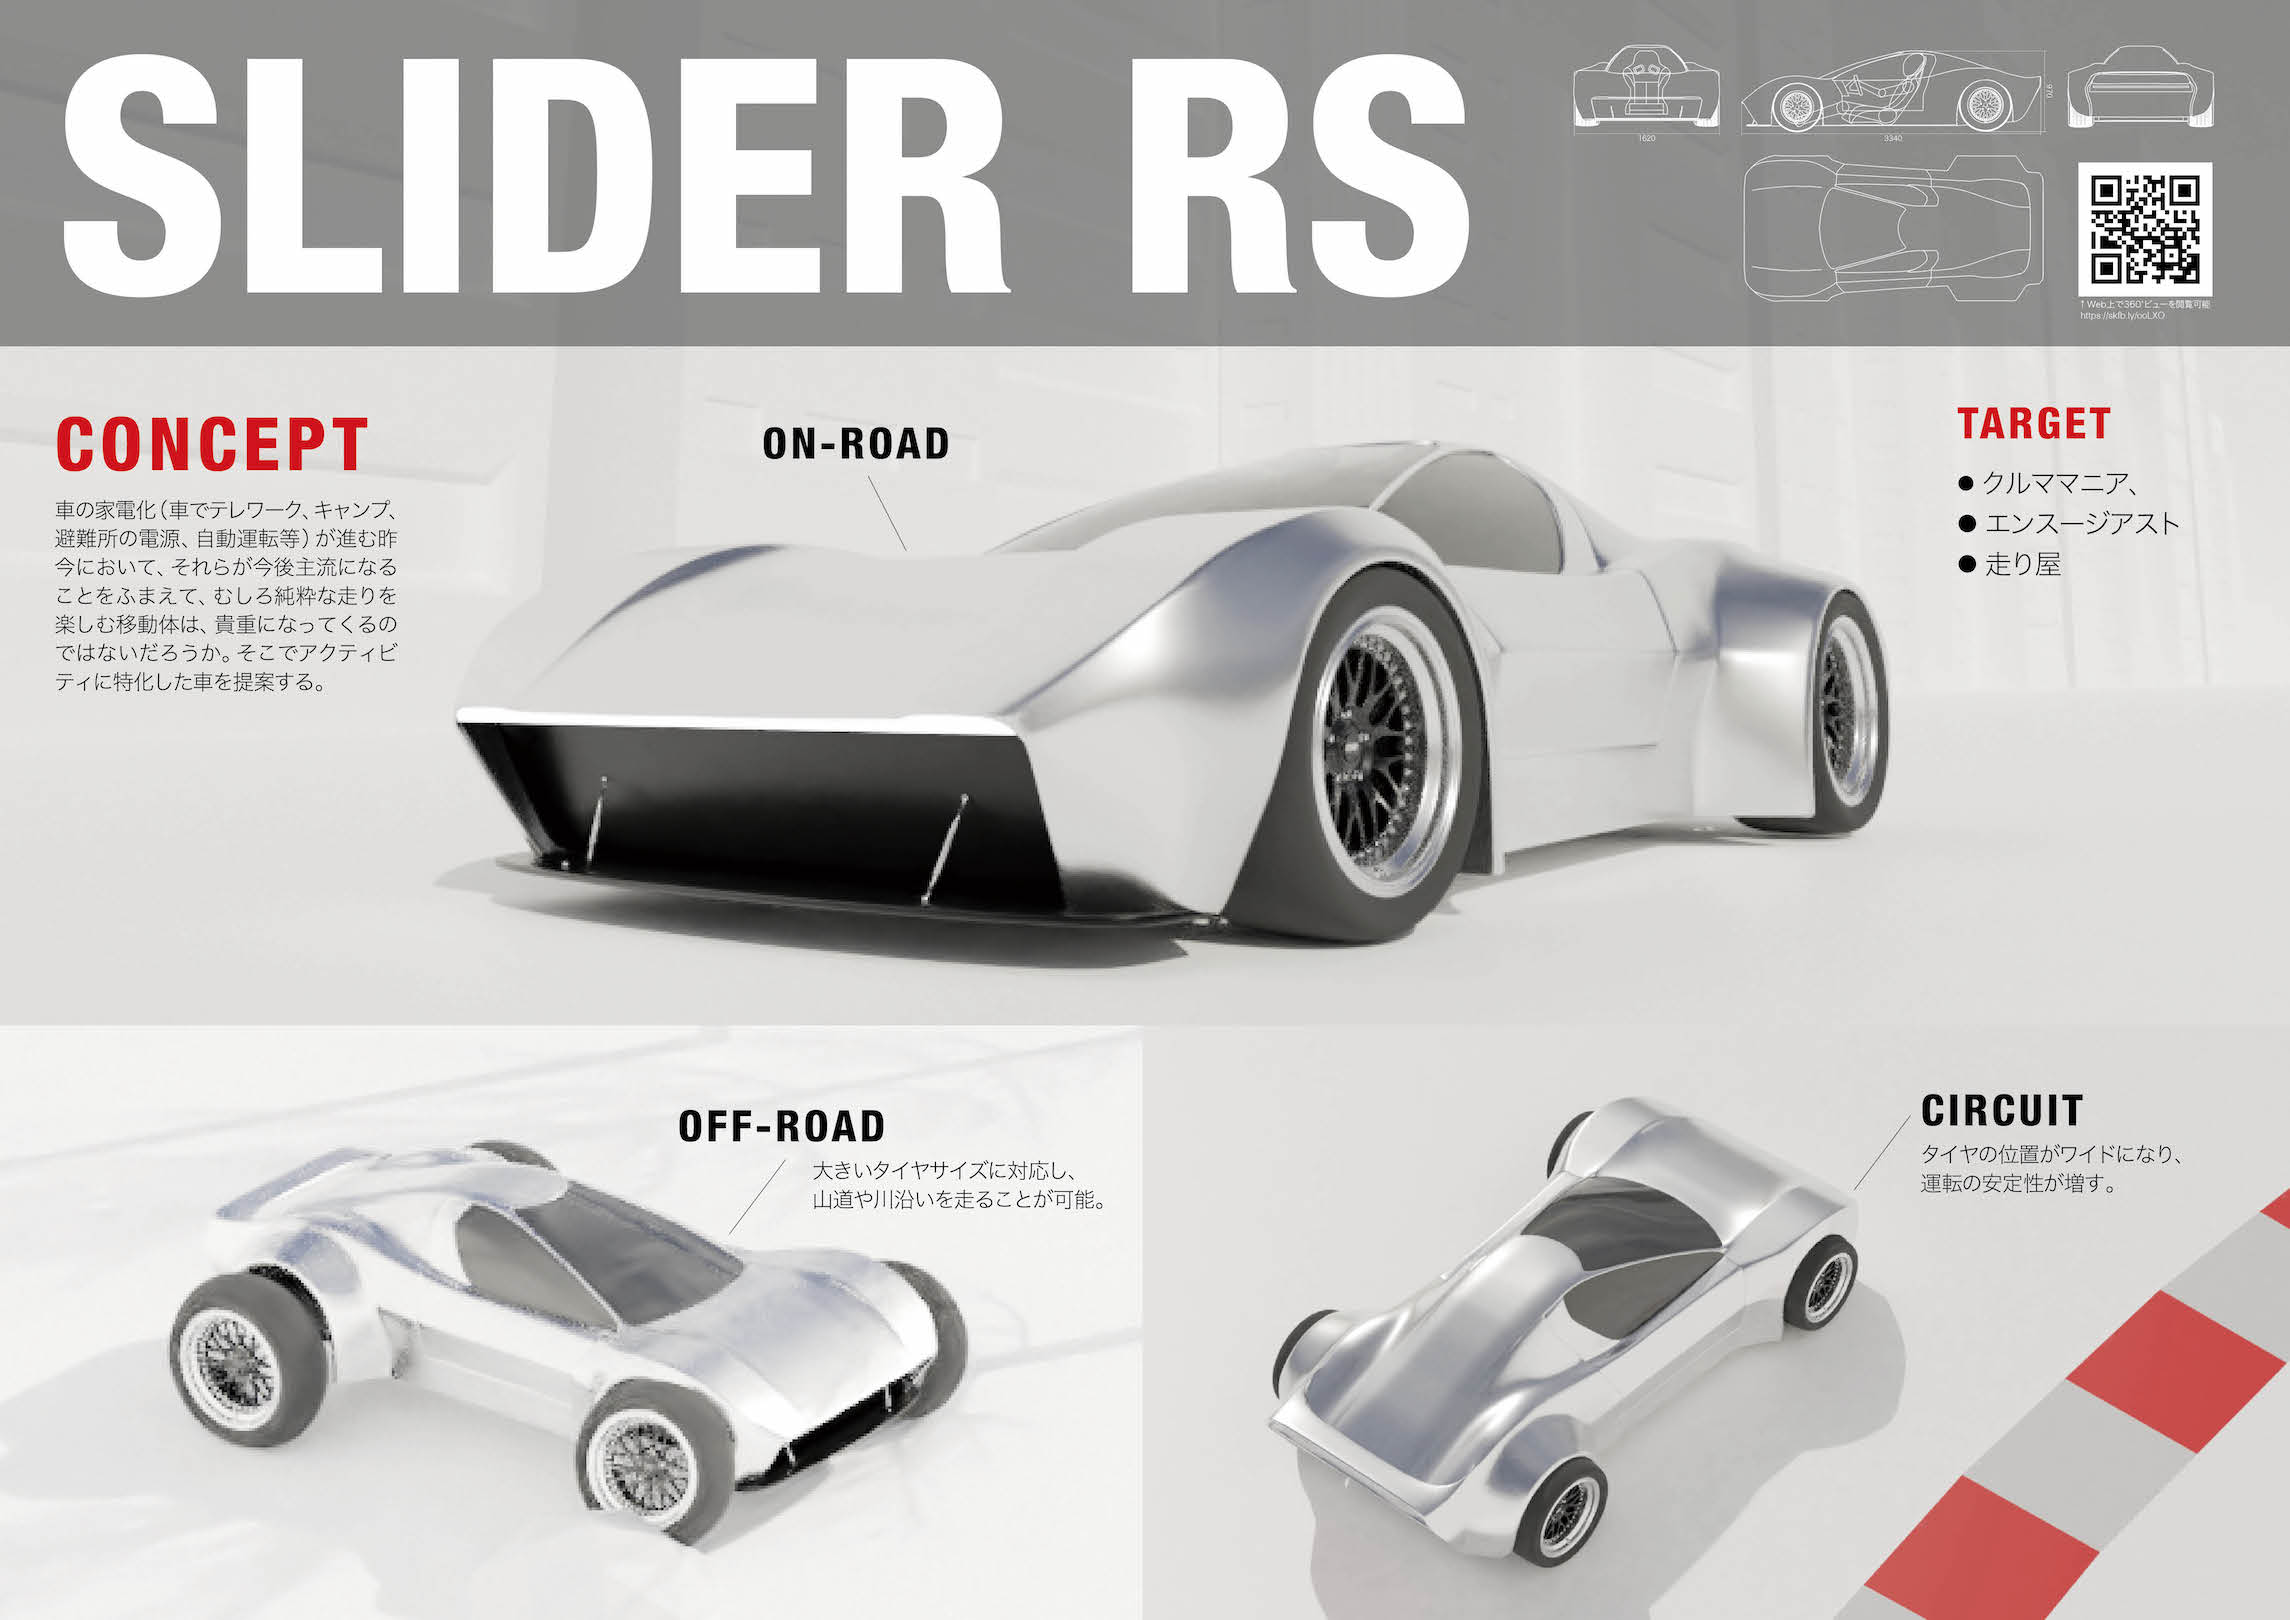 SLIDER RS
1620
3340
970
↑Web上で360°ビューを閲覧可能
https://skfb.ly/ooLXO
CONCEPT
車の家電化（車でテレワーク、キャンプ、
避難所の電源、自動運転等）が進む昨
今において、それらが今後主流になる
ことをふまえて、むしろ純粋な走りを
楽しむ移動体は、貴重になってくるの
ではないだろうか。そこでアクティビ
ティに特化した車を提案する。
ON-ROAD
TARGET
● クルママニア、
● エンスージアスト
● 走り屋
OFF-ROAD
大きいタイヤサイズに対応し、
山道や川沿いを走ることが可能。
CIRCUIT
タイヤの位置がワイドになり、
運転の安定性が増す。